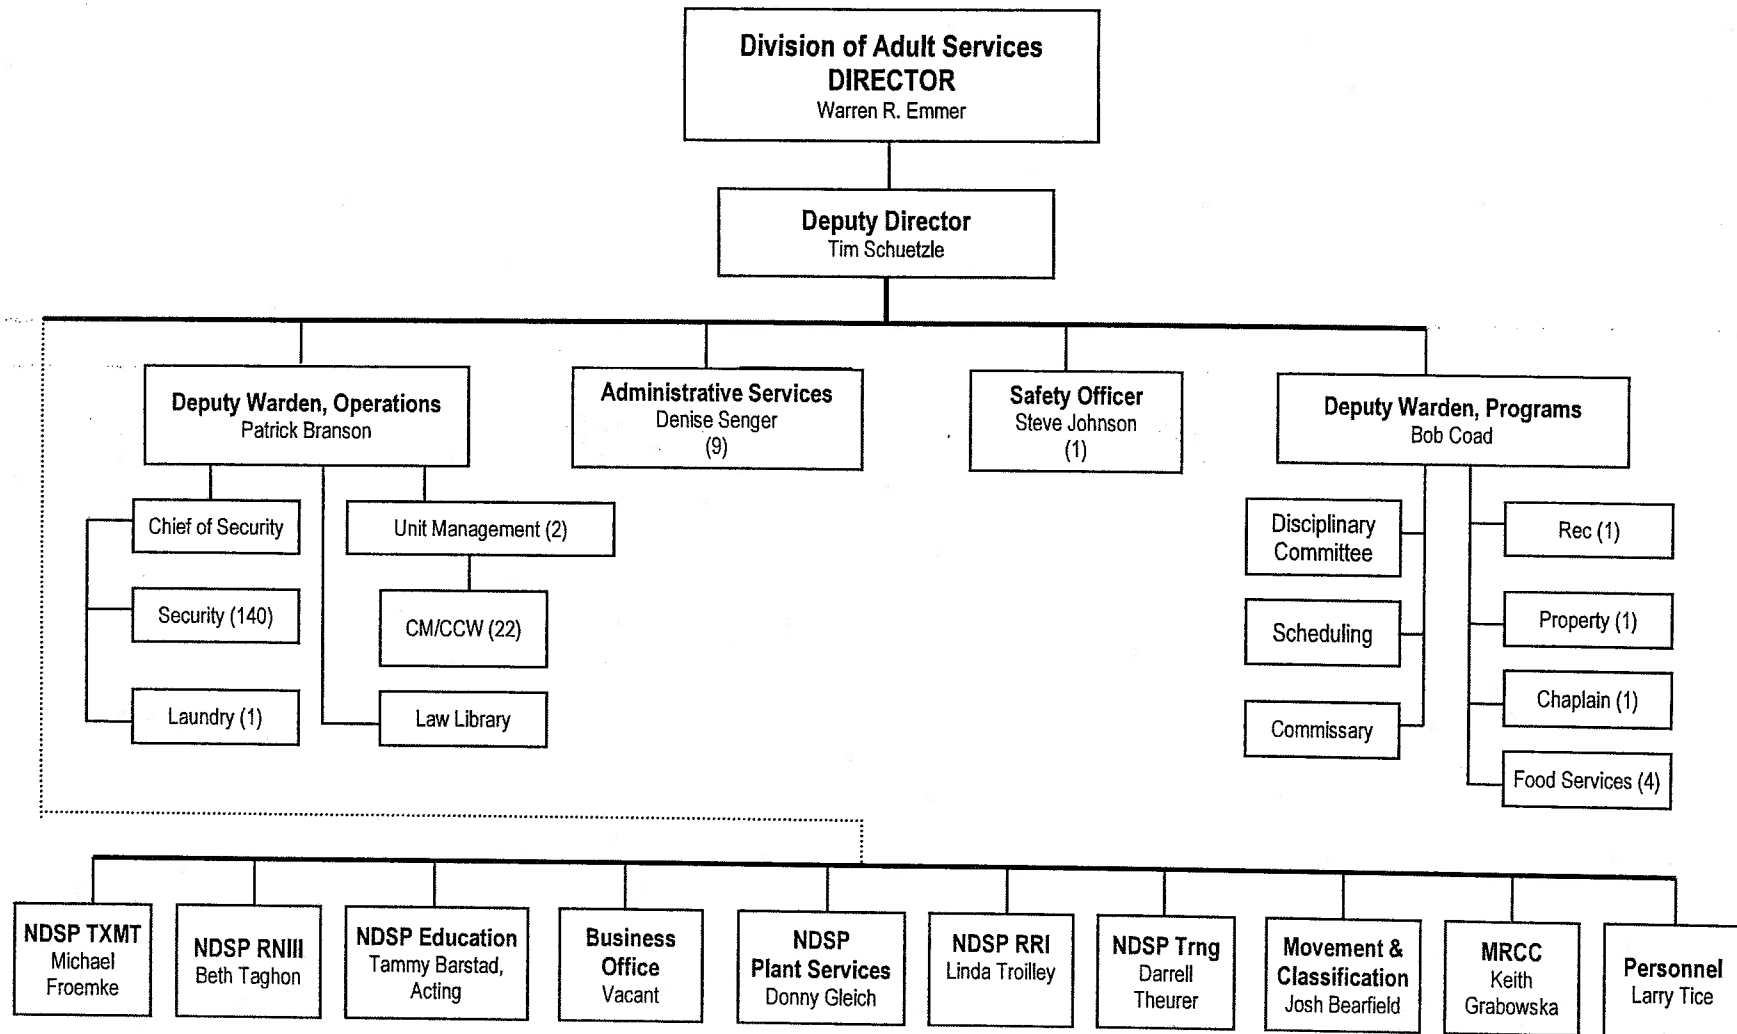 Division of Adult Services
DIRECTOR
Warren R. Emmer
Deputy Director
Tim Schuetzle
Deputy Warden, Operations
Patrick Branson
Administrative Services
Denise Senger
(9)
Safety Officer
Steve Johnson
(1)
Deputy Warden, Programs
Bob Coad
Chief of Security
Security (140)
Laundry (1)
Unit Management (2)
CM/CCW (22)
Law Library
Disciplinary
Committee
Scheduling
Commissary
Rec (1)
Property (1)
Chaplain (1)
Food Services (4)
NDSP TXMT
Michael
Froemke
NDSP RNIII
Beth Taghon
NDSP Education
Tammy Barstad,
Acting
Business
Office
Vacant
NDSP
Plant Services
Donny Gleich
NDSP RRI
Linda Troilley
NDSP Trng
Darrell
Theurer
Movement &
Classification
Josh Bearfield
MRCC
Keith
Grabowska
Personnel
Larry Tice